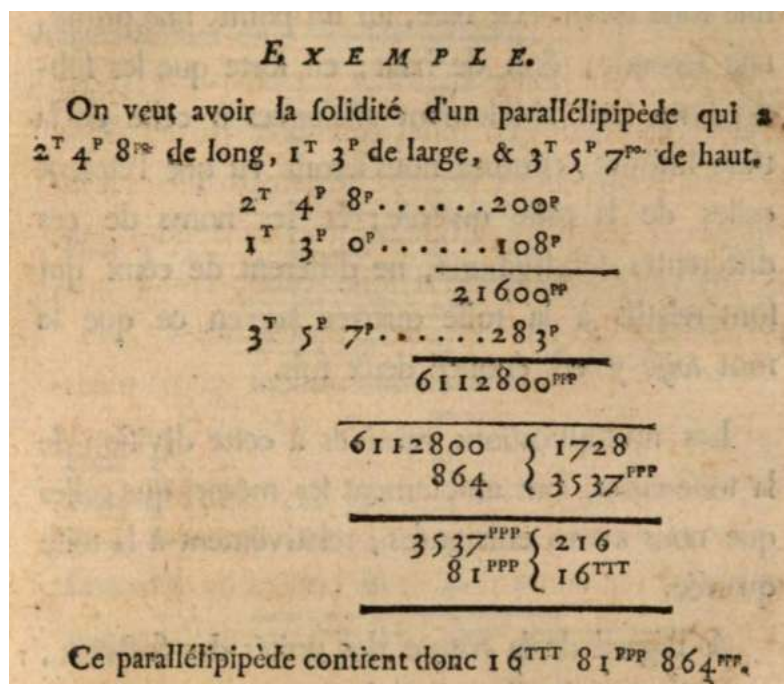 EXEMPLE.
On veut avoir la ſolidité d'un parallélipipède qui a
2ᵀ 4ᴾ 8ᵖᵒ· de long, 1ᵀ 3ᴾ de large, & 3ᵀ 5ᴾ 7ᵖᵒ· de haut.
2ᵀ 4ᴾ 8ᵖ......200ᵖ
1ᵀ 3ᴾ 0ᵖ......108ᵖ
21600ᵖᵖ
3ᵀ 5ᴾ 7ᵖ.......283ᵖ
6112800ᵖᵖᵖ
6112800 { 1728
864 { 3537ᴾᴾᴾ
3537ᴾᴾᴾ { 216
81ᴾᴾᴾ { 16ᵀᵀᵀ
Ce parallélipipède contient donc 16ᵀᵀᵀ 81ᴾᴾᴾ 864ᵖᵖᵖ.